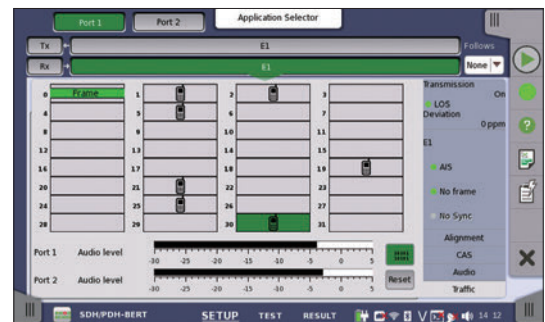 Port 1 Port 2 Application Selector
Tx E1 Follows
Rx E1 None
0 Frame 1 2 3
4 5 6 7
8 9 10 11
12 13 14 15
16 17 18 19
20 21 22 23
24 25 26 27
28 29 30 31
Transmission
On
LOS
Deviation
0 ppm
E1
AIS
No frame
No Sync
Alignment
CAS
Audio
Traffic
Port 1 Audio level
-30 -25 -20 -15 -10 -5 0 5
Port 2 Audio level
-30 -25 -20 -15 -10 -5 0 5
Reset
SDH/PDH-BERT SETUP TEST RESULT 14 12